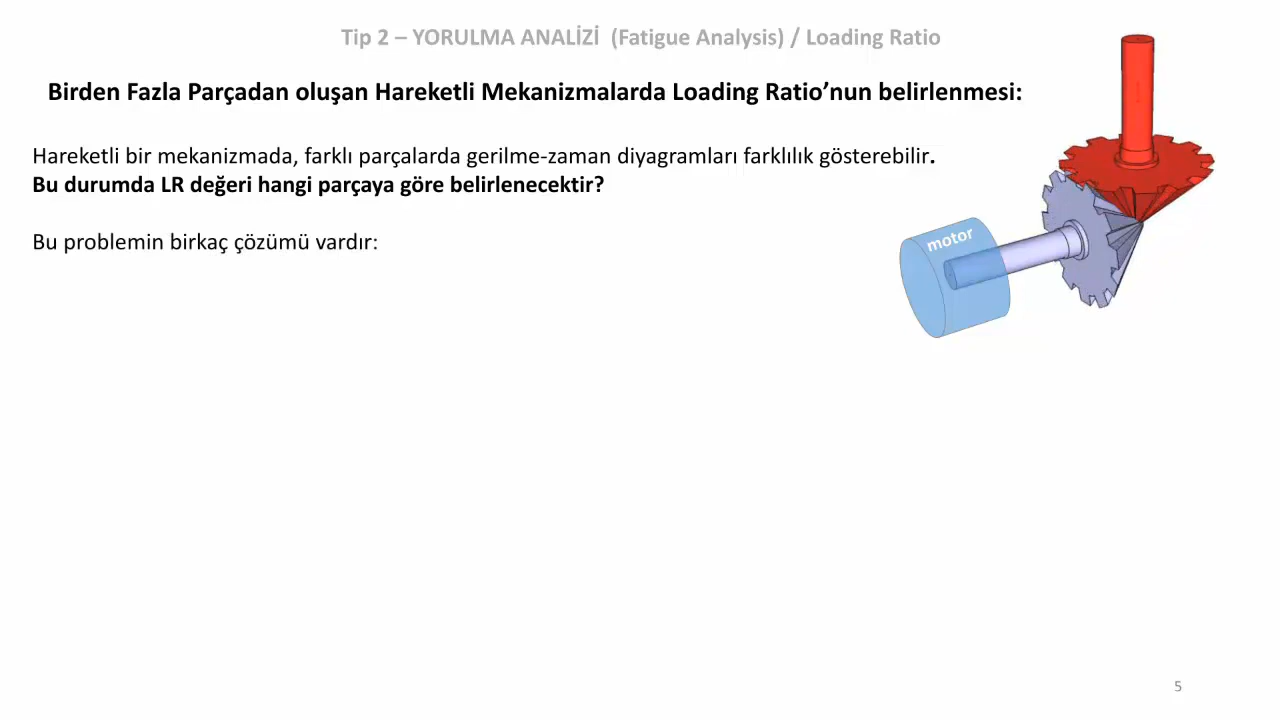 Tip 2 – YORULMA ANALİZİ (Fatigue Analysis) / Loading Ratio
Birden Fazla Parçadan oluşan Hareketli Mekanizmalarda Loading Ratio’nun belirlenmesi:
Hareketli bir mekanizmada, farklı parçalarda gerilme-zaman diyagramları farklılık gösterebilir.
Bu durumda LR değeri hangi parçaya göre belirlenecektir?
motor
Bu problemin birkaç çözümü vardır:
5